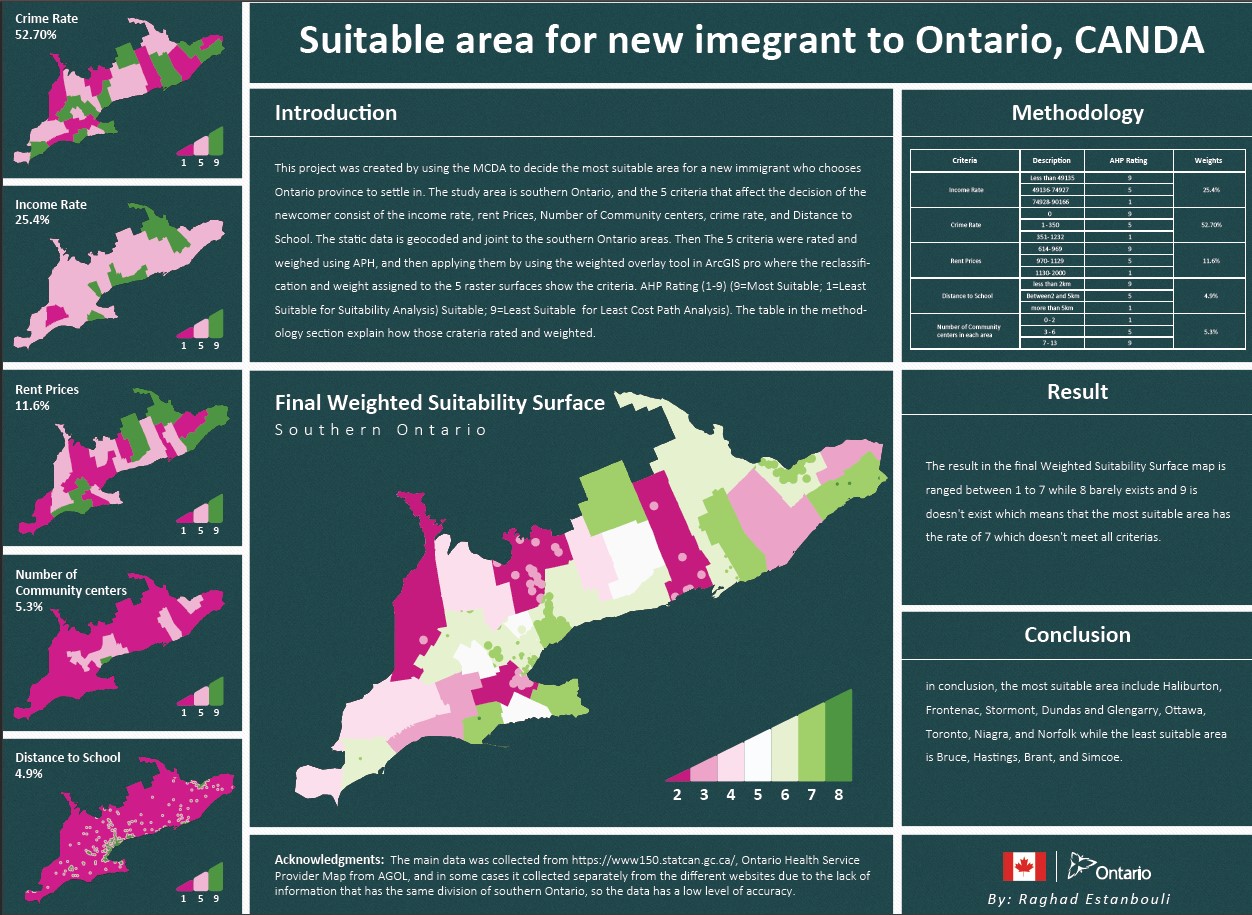 Crime Rate
52.70%
1 5 9
Income Rate
25.4%
1 5 9
Rent Prices
11.6%
1 5 9
Number of
Community centers
5.3%
1 5 9
Distance to School
4.9%
1 5 9
Suitable area for new imegrant to Ontario, CANDA
Introduction
This project was created by using the MCDA to decide the most suitable area for a new immigrant who chooses
Ontario province to settle in. The study area is southern Ontario, and the 5 criteria that affect the decision of the
newcomer consist of the income rate, rent Prices, Number of Community centers, crime rate, and Distance to
School. The static data is geocoded and joint to the southern Ontario areas. Then The 5 criteria were rated and
weighed using APH, and then applying them by using the weighted overlay tool in ArcGIS pro where the reclassifi-
cation and weight assigned to the 5 raster surfaces show the criteria. AHP Rating (1-9) (9=Most Suitable; 1=Least
Suitable for Suitability Analysis) Suitable; 9=Least Suitable for Least Cost Path Analysis). The table in the method-
ology section explain how those crateria rated and weighted.
Final Weighted Suitability Surface
Southern Ontario
2 3 4 5 6 7 8
Acknowledgments: The main data was collected from https://www150.statcan.gc.ca/, Ontario Health Service
Provider Map from AGOL, and in some cases it collected separately from the different websites due to the lack of
information that has the same division of southern Ontario, so the data has a low level of accuracy.
Methodology
Criteria Description AHP Rating Weights
Income Rate Less than 49135 9 25.4%
49136-74927 5
74928-90166 1
Crime Rate 0 9 52.70%
1-350 5
351-1232 1
Rent Prices 614-969 9 11.6%
970-1129 5
1130-2000 1
Distance to School less than 2km 9 4.9%
Between2 and 5km 5
more than 5km 1
Number of Community
centers in each area 0-2 1 5.3%
3-6 5
7-13 9
Result
The result in the final Weighted Suitability Surface map is
ranged between 1 to 7 while 8 barely exists and 9 is
doesn't exist which means that the most suitable area has
the rate of 7 which doesn't meet all criterias.
Conclusion
in conclusion, the most suitable area include Haliburton,
Frontenac, Stormont, Dundas and Glengarry, Ottawa,
Toronto, Niagra, and Norfolk while the least suitable area
is Bruce, Hastings, Brant, and Simcoe.
Ontario
By: Raghad Estanbouli